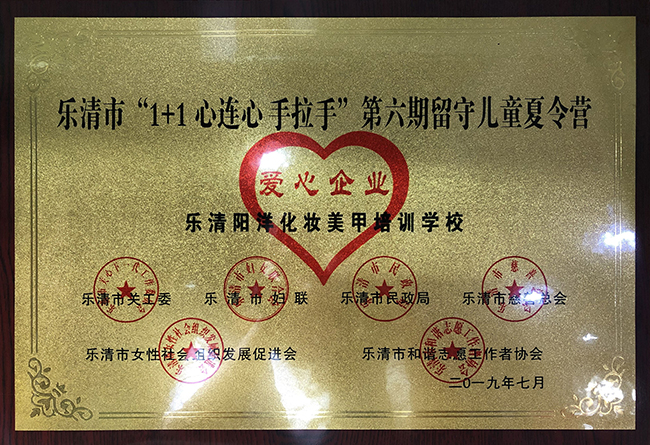 乐清市“1+1 心连心 手拉手”第六期留守儿童夏令营
爱心企业
乐清阳洋化妆美甲培训学校
乐清市关工委 乐清市妇联 乐清市民政局 乐清市慈善总会
乐清市女性社会组织发展促进会 乐清市和谐志愿工作者协会
二〇一九年七月